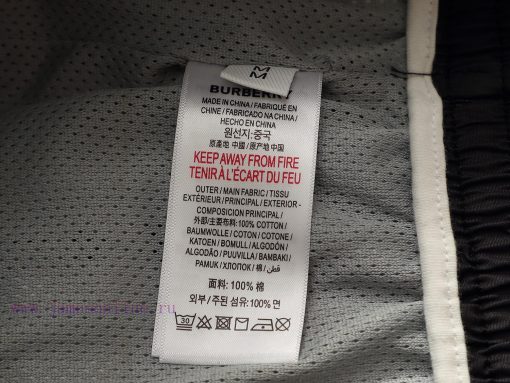 M
M
BURBERRY
MADE IN CHINA / FABRIQUÉ EN
CHINE / FABRICADO NA CHINA /
HECHO EN CHINA
원선지:중국
原產地 中國 / 原産地 中国
KEEP AWAY FROM FIRE
TENIR À L'ÉCART DU FEU
OUTER / MAIN FABRIC / TISSU
EXTÉRIEUR / PRINCIPAL / EXTERIOR -
COMPOSICION PRINCIPAL /
外部/主要布料: 100% COTTON /
BAUMWOLLE / COTON / COTONE /
KATOEN / BOMULL / ALGODÓN /
ALGODÃO / PUUVILLA / BAMBAKI /
PAMUK / ХЛОПОК / 棉 / قطن
面料: 100% 棉
외부 / 주된 섬유: 100% 면
30